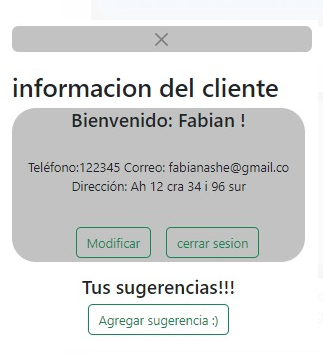 informacion del cliente
Bienvenido: Fabian !
Teléfono:122345 Correo: fabianashe@gmail.co
Dirección: Ah 12 cra 34 i 96 sur
Modificar
cerrar sesion
Tus sugerencias!!!
Agregar sugerencia :)